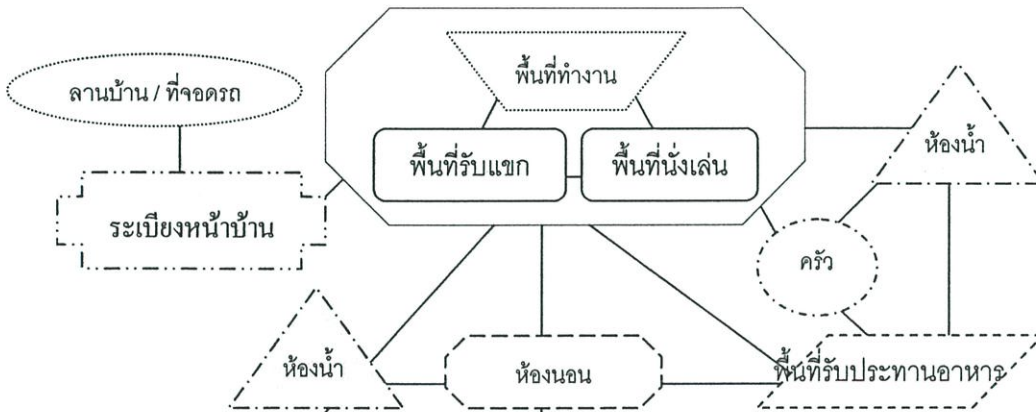 พื้นที่ทำงาน
ลานบ้าน / ที่จอดรถ
ห้องน้ำ
พื้นที่รับแขก
พื้นที่นั่งเล่น
ระเบียงหน้าบ้าน
ครัว
ห้องน้ำ
ห้องนอน
พื้นที่รับประทานอาหาร